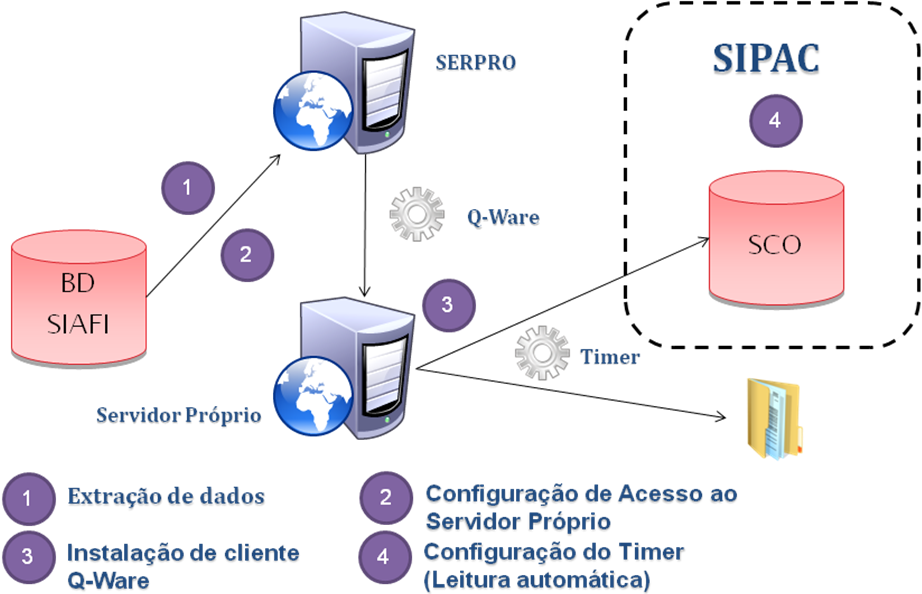 SERPRO
SIPAC
4
1
Q-Ware
2
SCO
BD
SIAFI
3
Timer
Servidor Próprio
1 Extração de dados
2 Configuração de Acesso ao
Servidor Próprio
3 Instalação de cliente
Q-Ware
4 Configuração do Timer
(Leitura automática)